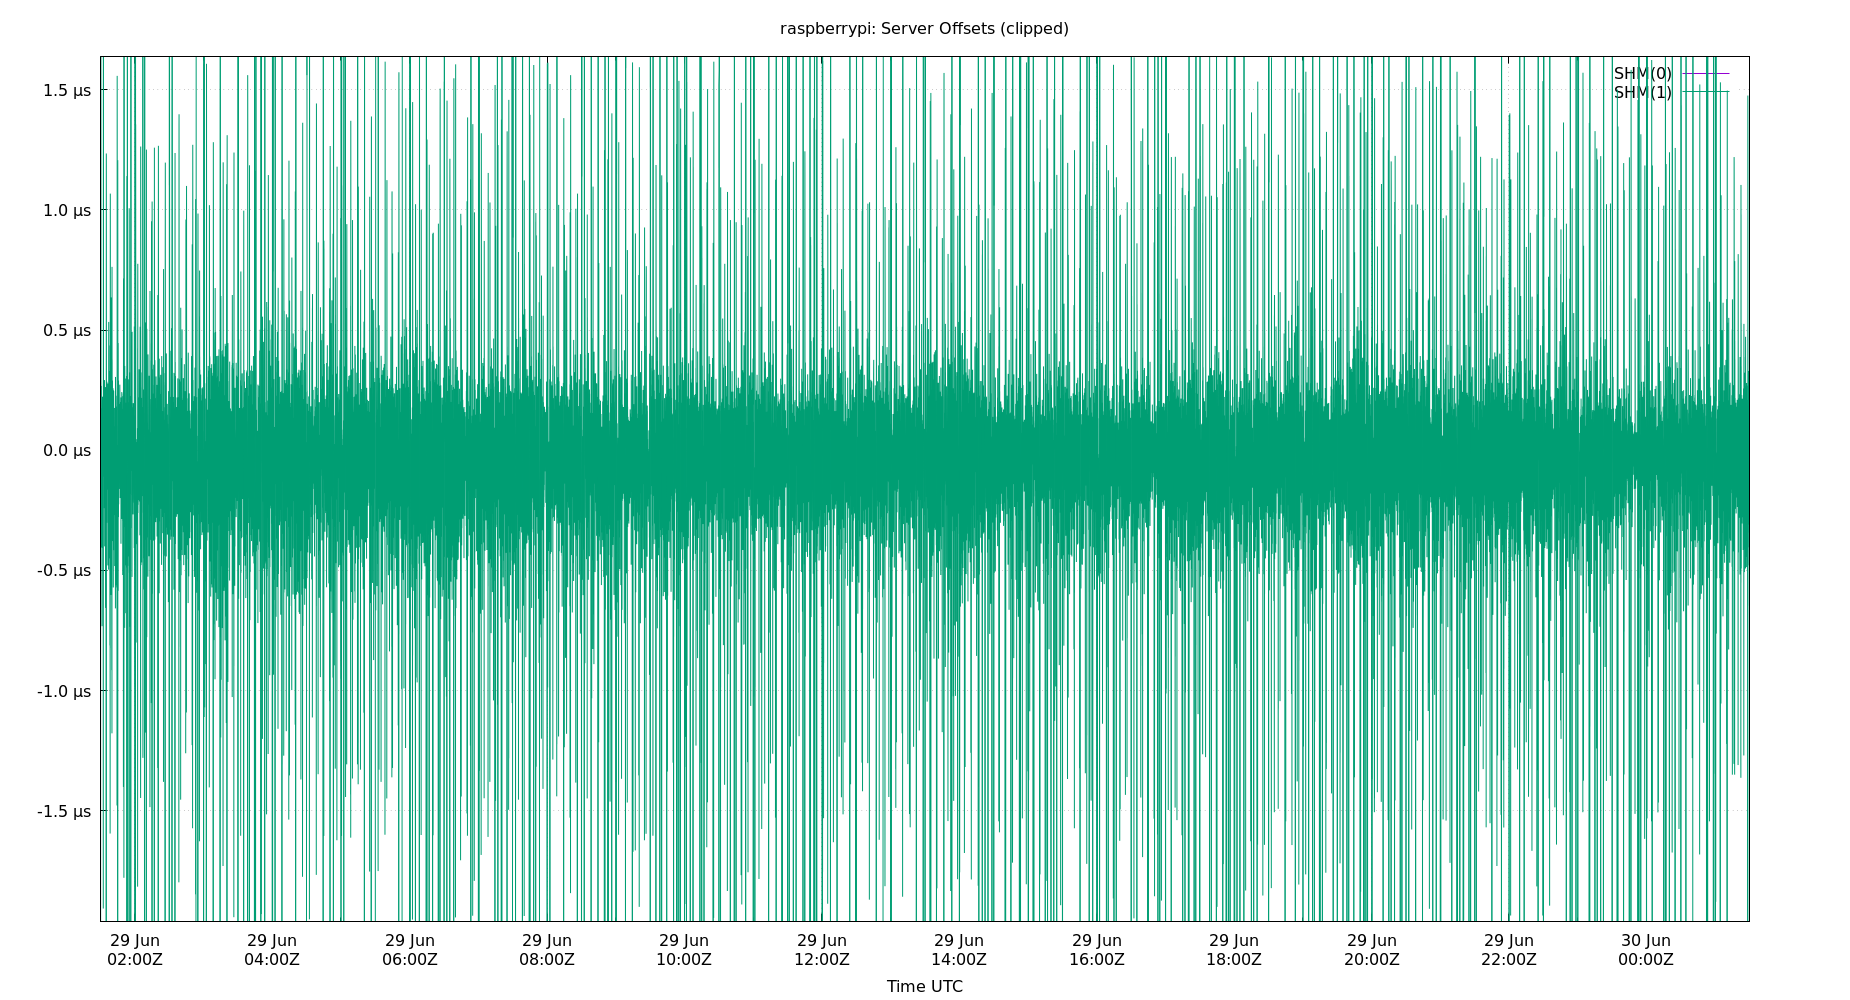 raspberrypi: Server Offsets (clipped)
SHM(0)
SHM(1)
1.5 µs
1.0 µs
0.5 µs
0.0 µs
-0.5 µs
-1.0 µs
-1.5 µs
29 Jun 29 Jun 29 Jun 29 Jun 29 Jun 29 Jun 29 Jun 29 Jun 29 Jun 29 Jun 29 Jun 30 Jun
02:00Z 04:00Z 06:00Z 08:00Z 10:00Z 12:00Z 14:00Z 16:00Z 18:00Z 20:00Z 22:00Z 00:00Z
Time UTC